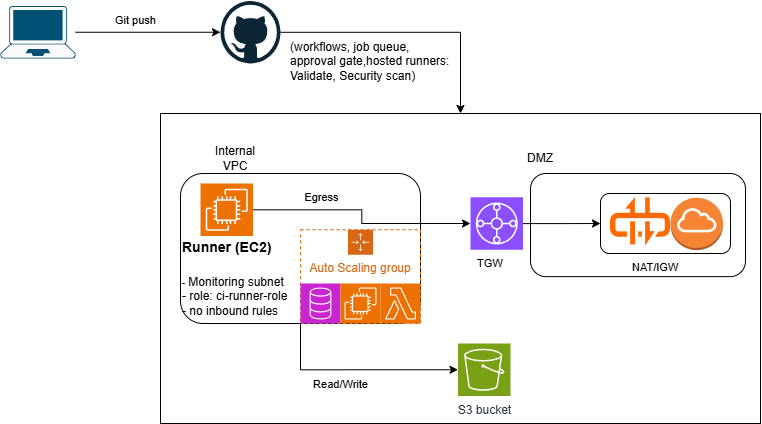 Git push
(workflows, job queue,
approval gate,hosted runners:
Validate, Security scan)
Internal
VPC
DMZ
Egress
Runner (EC2)
TGW
NAT/IGW
Auto Scaling group
- Monitoring subnet
- role: ci-runner-role
- no inbound rules
Read/Write
S3 bucket